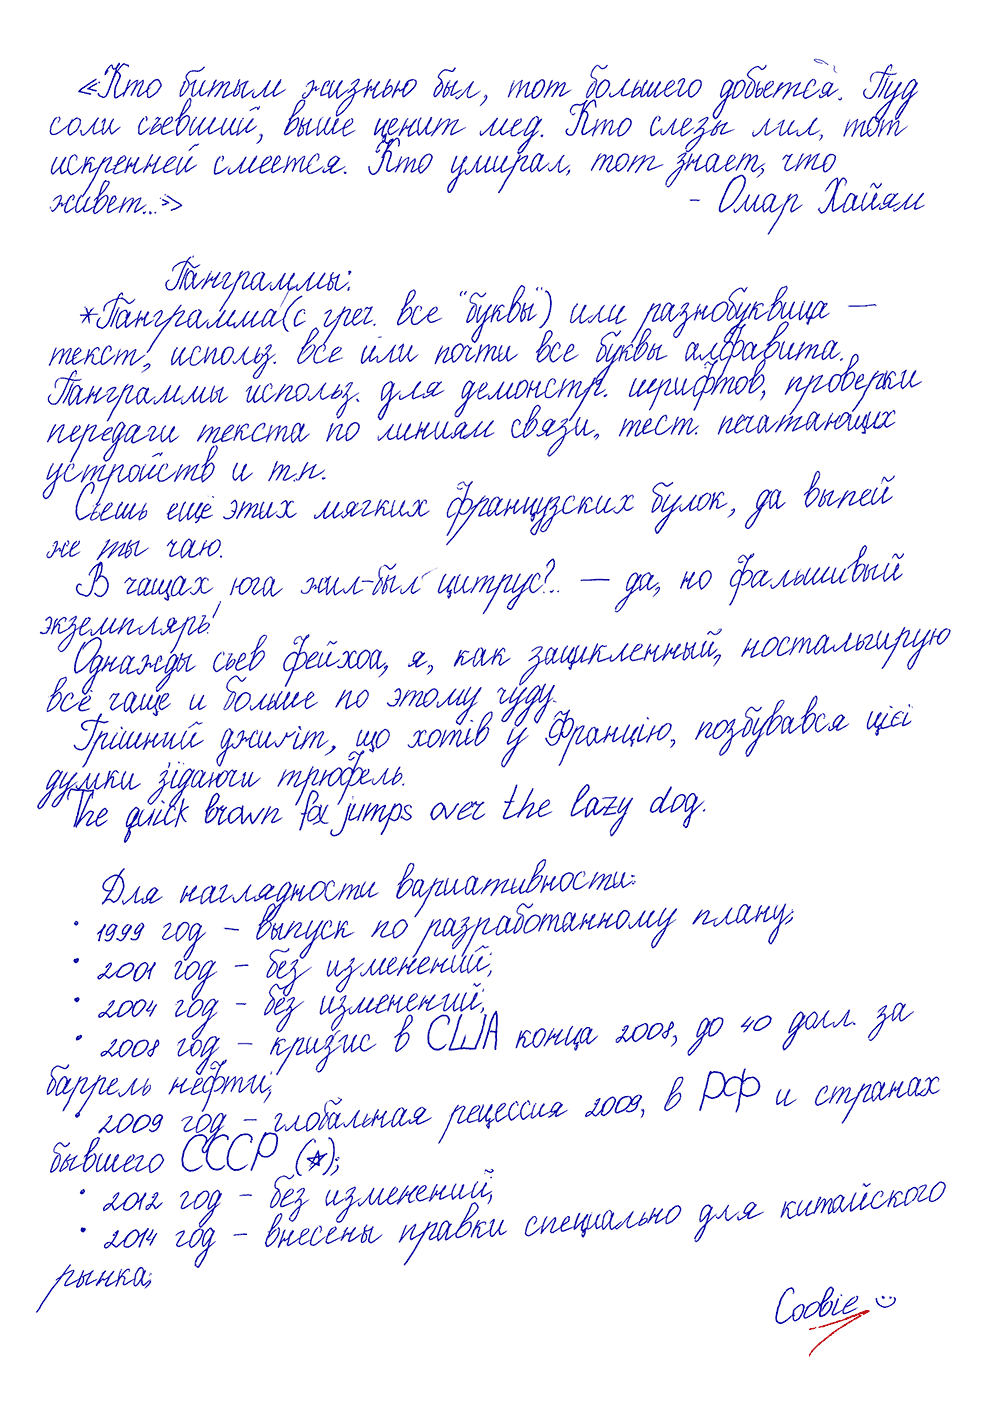 «Кто битым жизнью был, тот большего добьется. Пуд
соли съевший, выше ценит мед. Кто слезы лил, тот
искренней смеется. Кто умирал, тот знает, что
живет...»
- Омар Хайям
Панграммы:
*Панграмма (с греч. все "буквы") или разнобуквица —
текст, использ. все или почти все буквы алфавита.
Панграммы использ. для демонстр. шрифтов, проверки
передачи текста по линиям связи, тест. печатающих
устройств и т.п.
Съешь ещё этих мягких французских булок, да выпей
же ты чаю.
В чащах юга жил-был цитрус?.. — да, но фальшивый
экземпляръ!
Однажды съев фейхоа, я, как зацикленный, ностальгирую
всё чаще и больше по этому чуду.
Грішний джиґіт, що хотів у Францію, позбувався цієї
думки з'їдаючи трюфель.
The quick brown fox jumps over the lazy dog.
Для наглядности вариативности:
• 1999 год - выпуск по разработанному плану;
• 2001 год - без изменений;
• 2004 год - без изменений;
• 2008 год - кризис в США конца 2008, до 40 долл. за
баррель нефти;
• 2009 год - глобальная рецессия 2009, в РФ и странах
бывшего СССР (★);
• 2012 год - без изменений;
• 2014 год - внесены правки специально для китайского
рынка;
Coobie